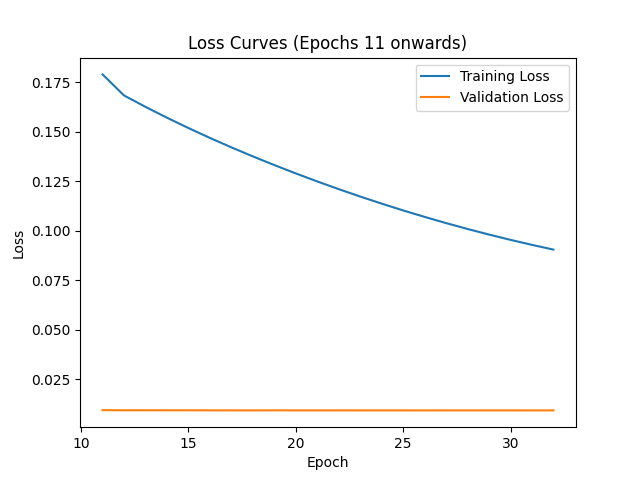 Loss Curves (Epochs 11 onwards)
Training Loss
Validation Loss
0.175
0.150
0.125
0.100
0.075
0.050
0.025
Loss
10 15 20 25 30
Epoch